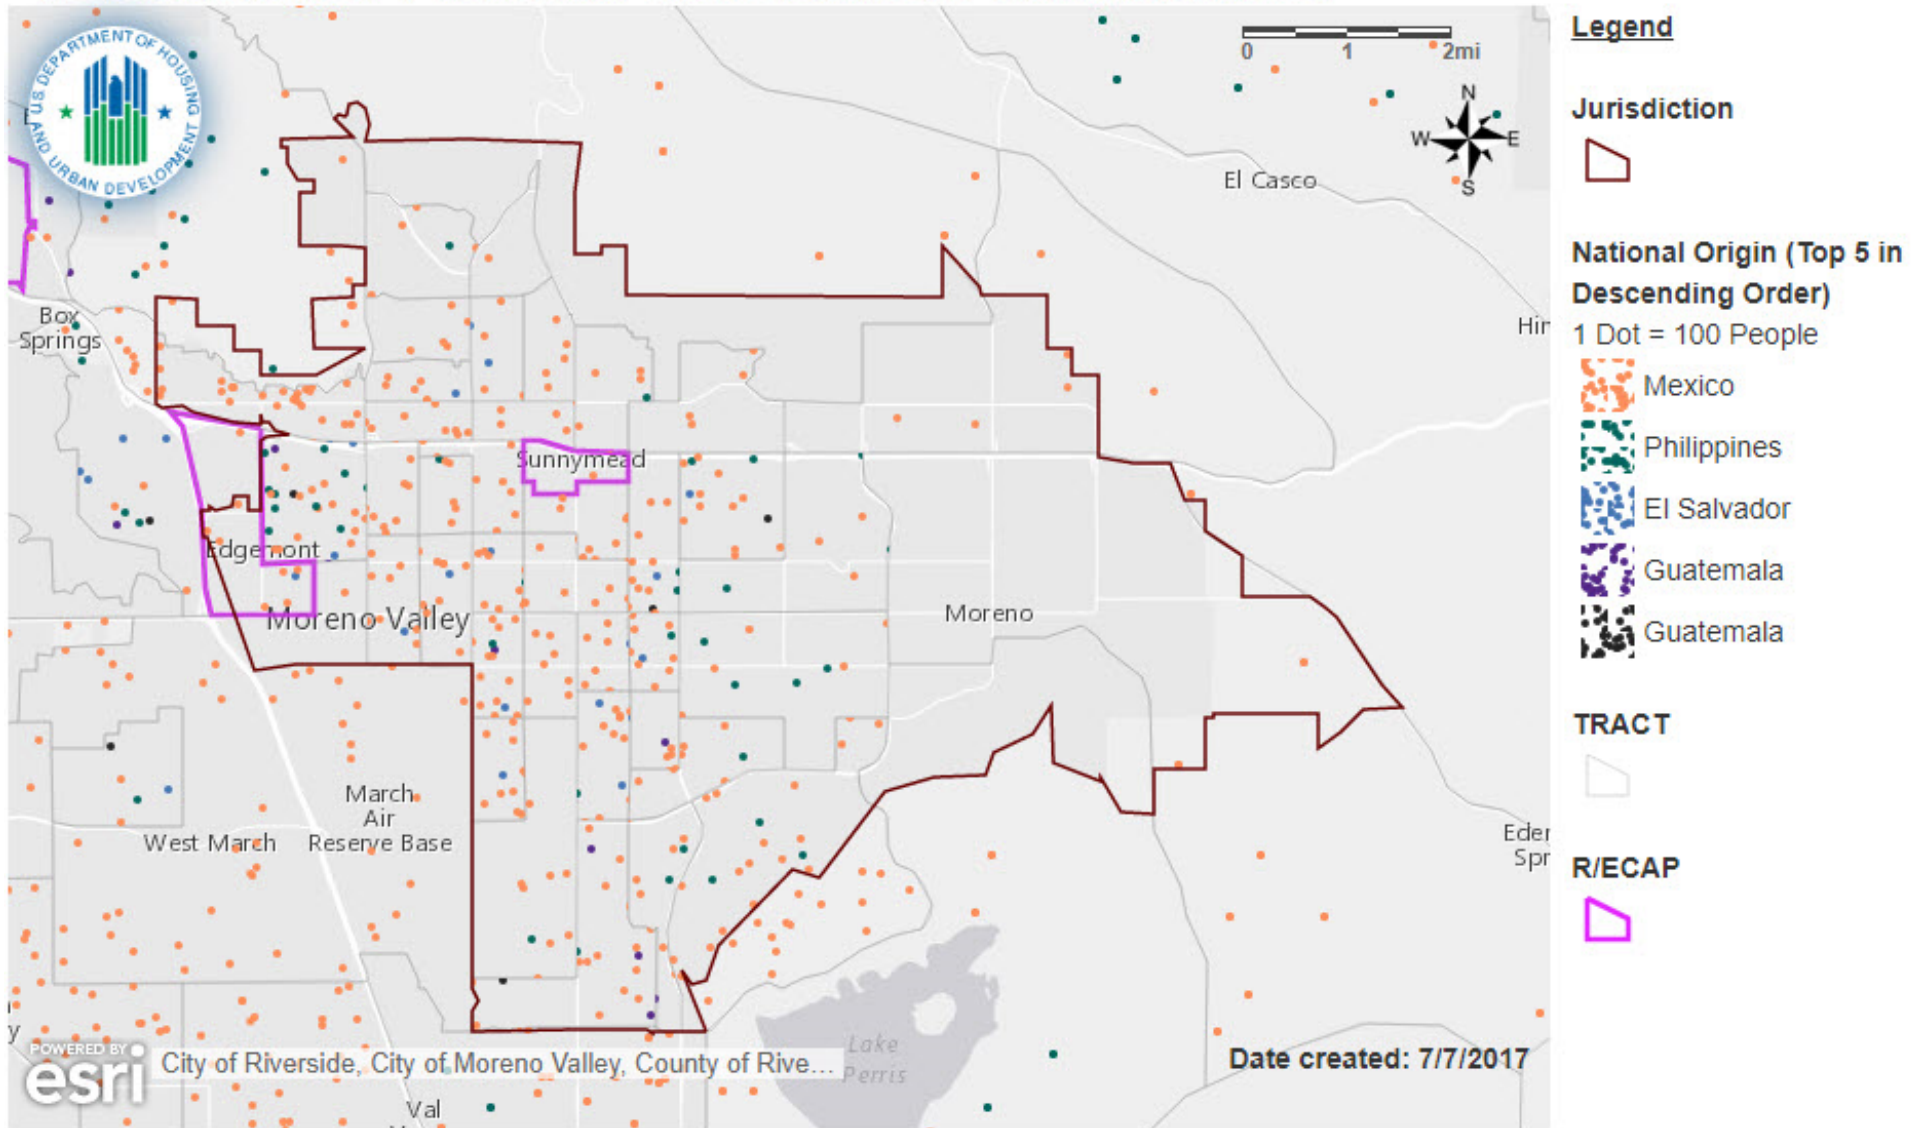 U.S. DEPARTMENT OF HOUSING
AND URBAN DEVELOPMENT
0 1 2mi
N
W E
S
El Casco
Hir
Box
Springs
Sunnymead
Edgemont
Moreno Valley
Moreno
March
Air
Reserve Base
West March
Eder
Spr
Lake
Perris
y
POWERED BY
esri
City of Riverside, City of Moreno Valley, County of Rive...
Date created: 7/7/2017
Val
Legend
Jurisdiction
National Origin (Top 5 in
Descending Order)
1 Dot = 100 People
Mexico
Philippines
El Salvador
Guatemala
Guatemala
TRACT
R/ECAP